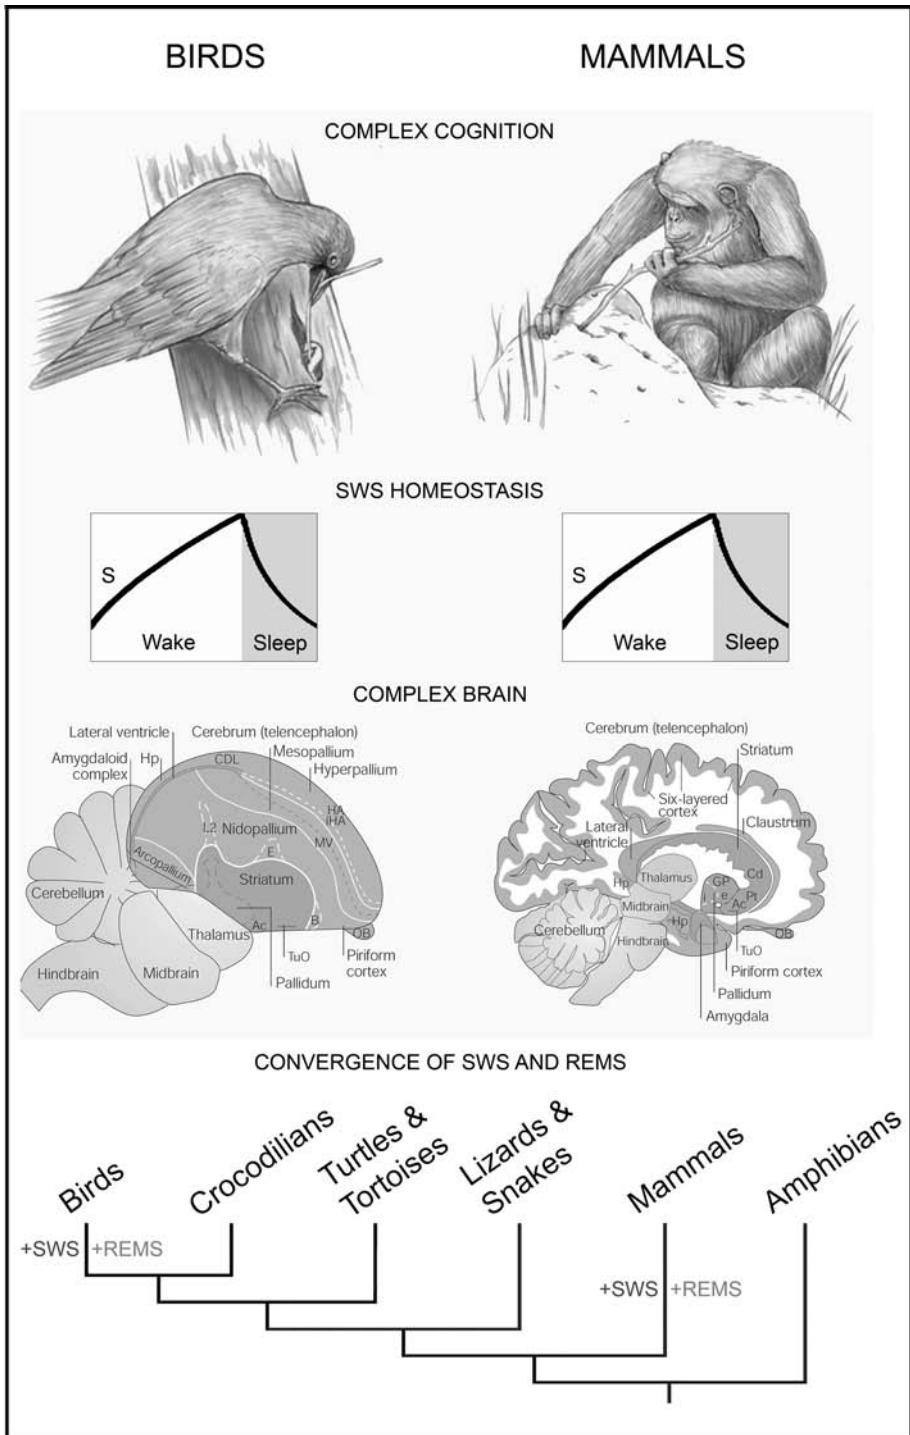 BIRDS
MAMMALS
COMPLEX COGNITION
SWS HOMEOSTASIS
S
Wake
Sleep
S
Wake
Sleep
COMPLEX BRAIN
Lateral ventricle
Cerebrum (telencephalon)
Amygdaloid
complex
Hp
CDL
Mesopallium
Hyperpallium
HA
IHA
MV
L2
Nidopallium
E
Arcopallium
Striatum
Cerebellum
Ac
B
OB
Thalamus
TuO
Piriform
cortex
Hindbrain
Midbrain
Pallidum
Cerebrum (telencephalon)
Striatum
Six-layered
cortex
Claustrum
Lateral
ventricle
Hp
Thalamus
Cd
GP
i
e
Pt
Ac
Midbrain
Cerebellum
Hp
OB
Hindbrain
TuO
Piriform cortex
Pallidum
Amygdala
CONVERGENCE OF SWS AND REMS
Birds
Crocodilians
Turtles &
Tortoises
Lizards &
Snakes
Mammals
Amphibians
+SWS
+REMS
+SWS
+REMS